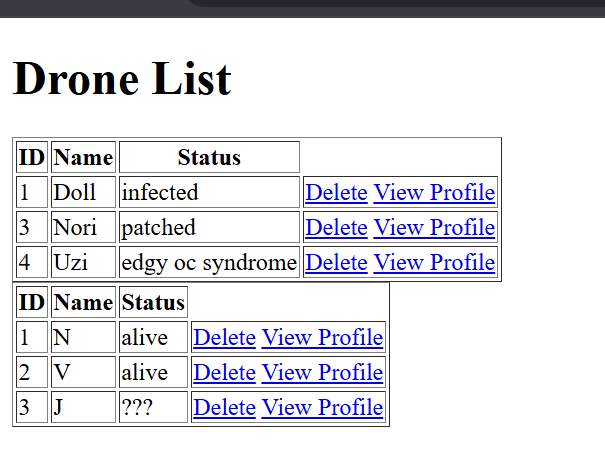 Drone List
ID Name Status
1 Doll infected Delete View Profile
3 Nori patched Delete View Profile
4 Uzi edgy oc syndrome Delete View Profile
ID Name Status
1 N alive Delete View Profile
2 V alive Delete View Profile
3 J ??? Delete View Profile